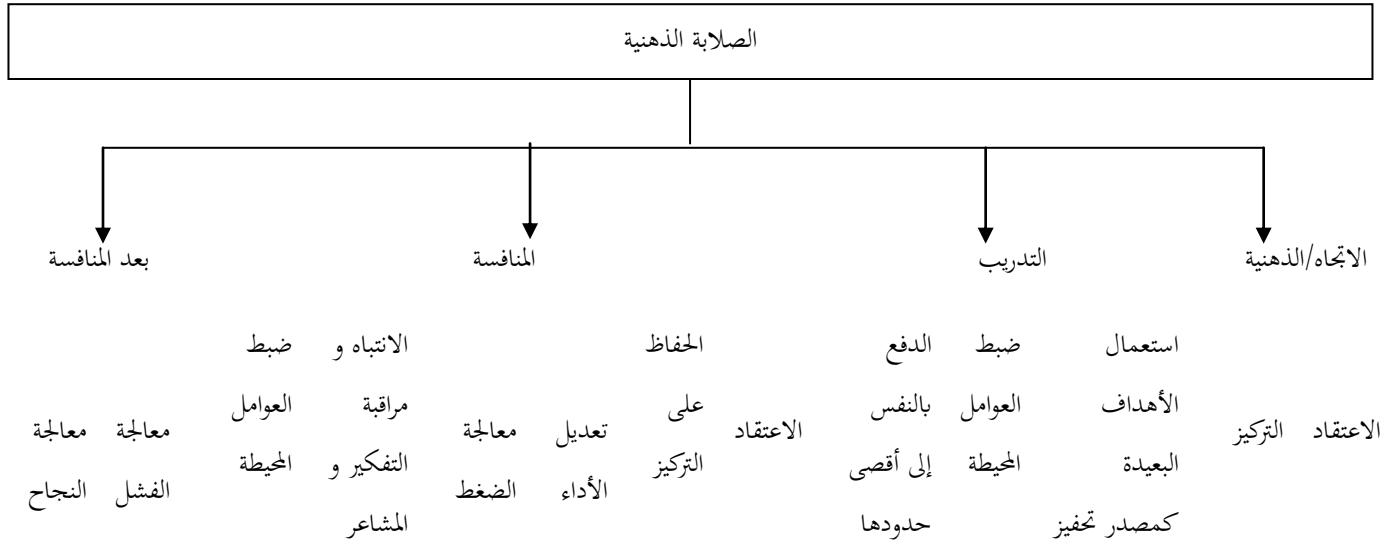 الصلابة الذهنية
الاتجاه/الذهنية
التدريب
المنافسة
بعد المنافسة
الاعتقاد
التركيز
استعمال
الأهداف
البعيدة
كمصدر تحفيز
ضبط
العوامل
المحيطة
الدفع
بالنفس
إلى أقصى
حدودها
الاعتقاد
الحفاظ
على
التركيز
تعديل
الأداء
معالجة
الضغط
الانتباه و
مراقبة
التفكير و
المشاعر
ضبط
العوامل
المحيطة
معالجة
الفشل
معالجة
النجاح